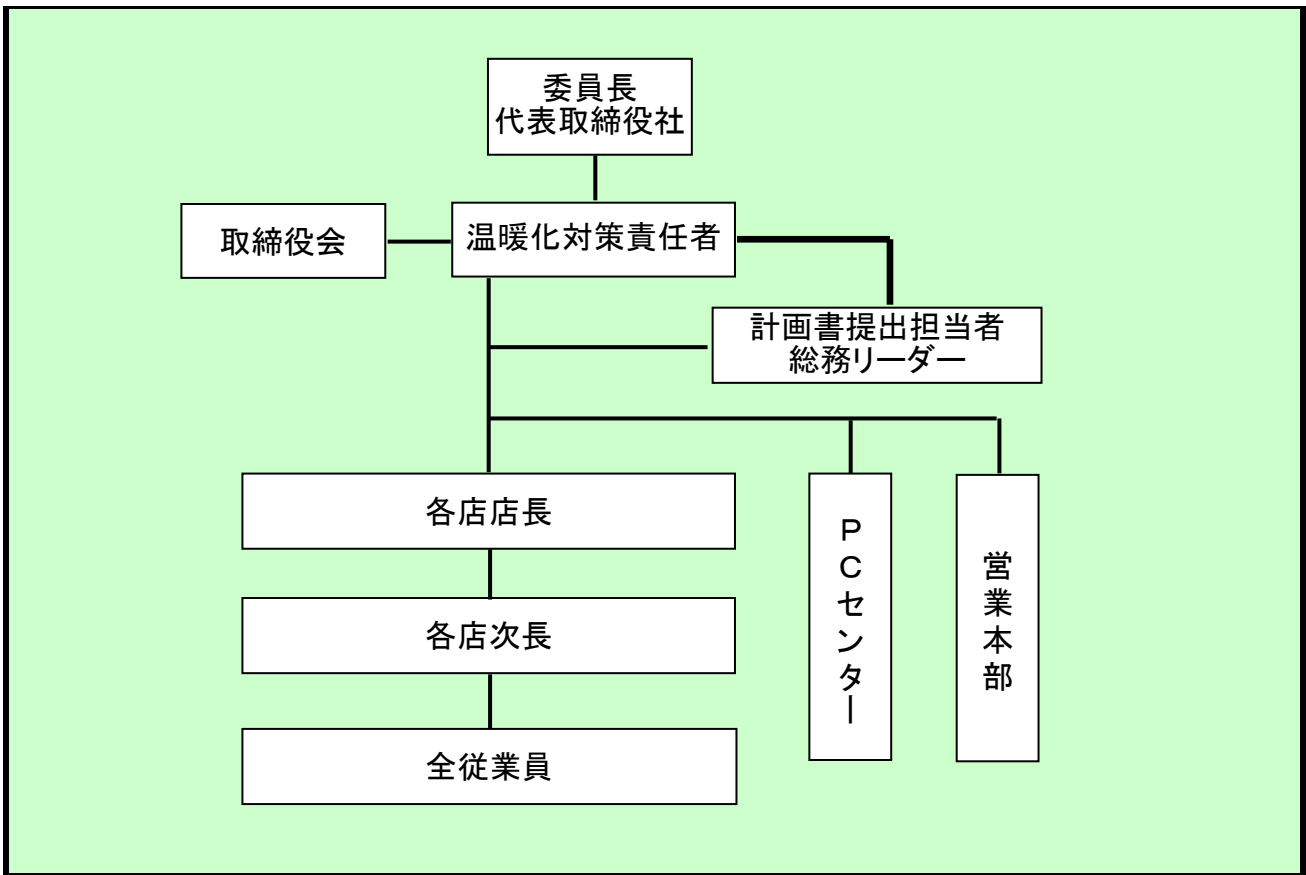 委員長
代表取締役社
取締役会
温暖化対策責任者
計画書提出担当者
総務リーダー
各店店長
各店次長
全従業員
ＰＣセンター
営業本部